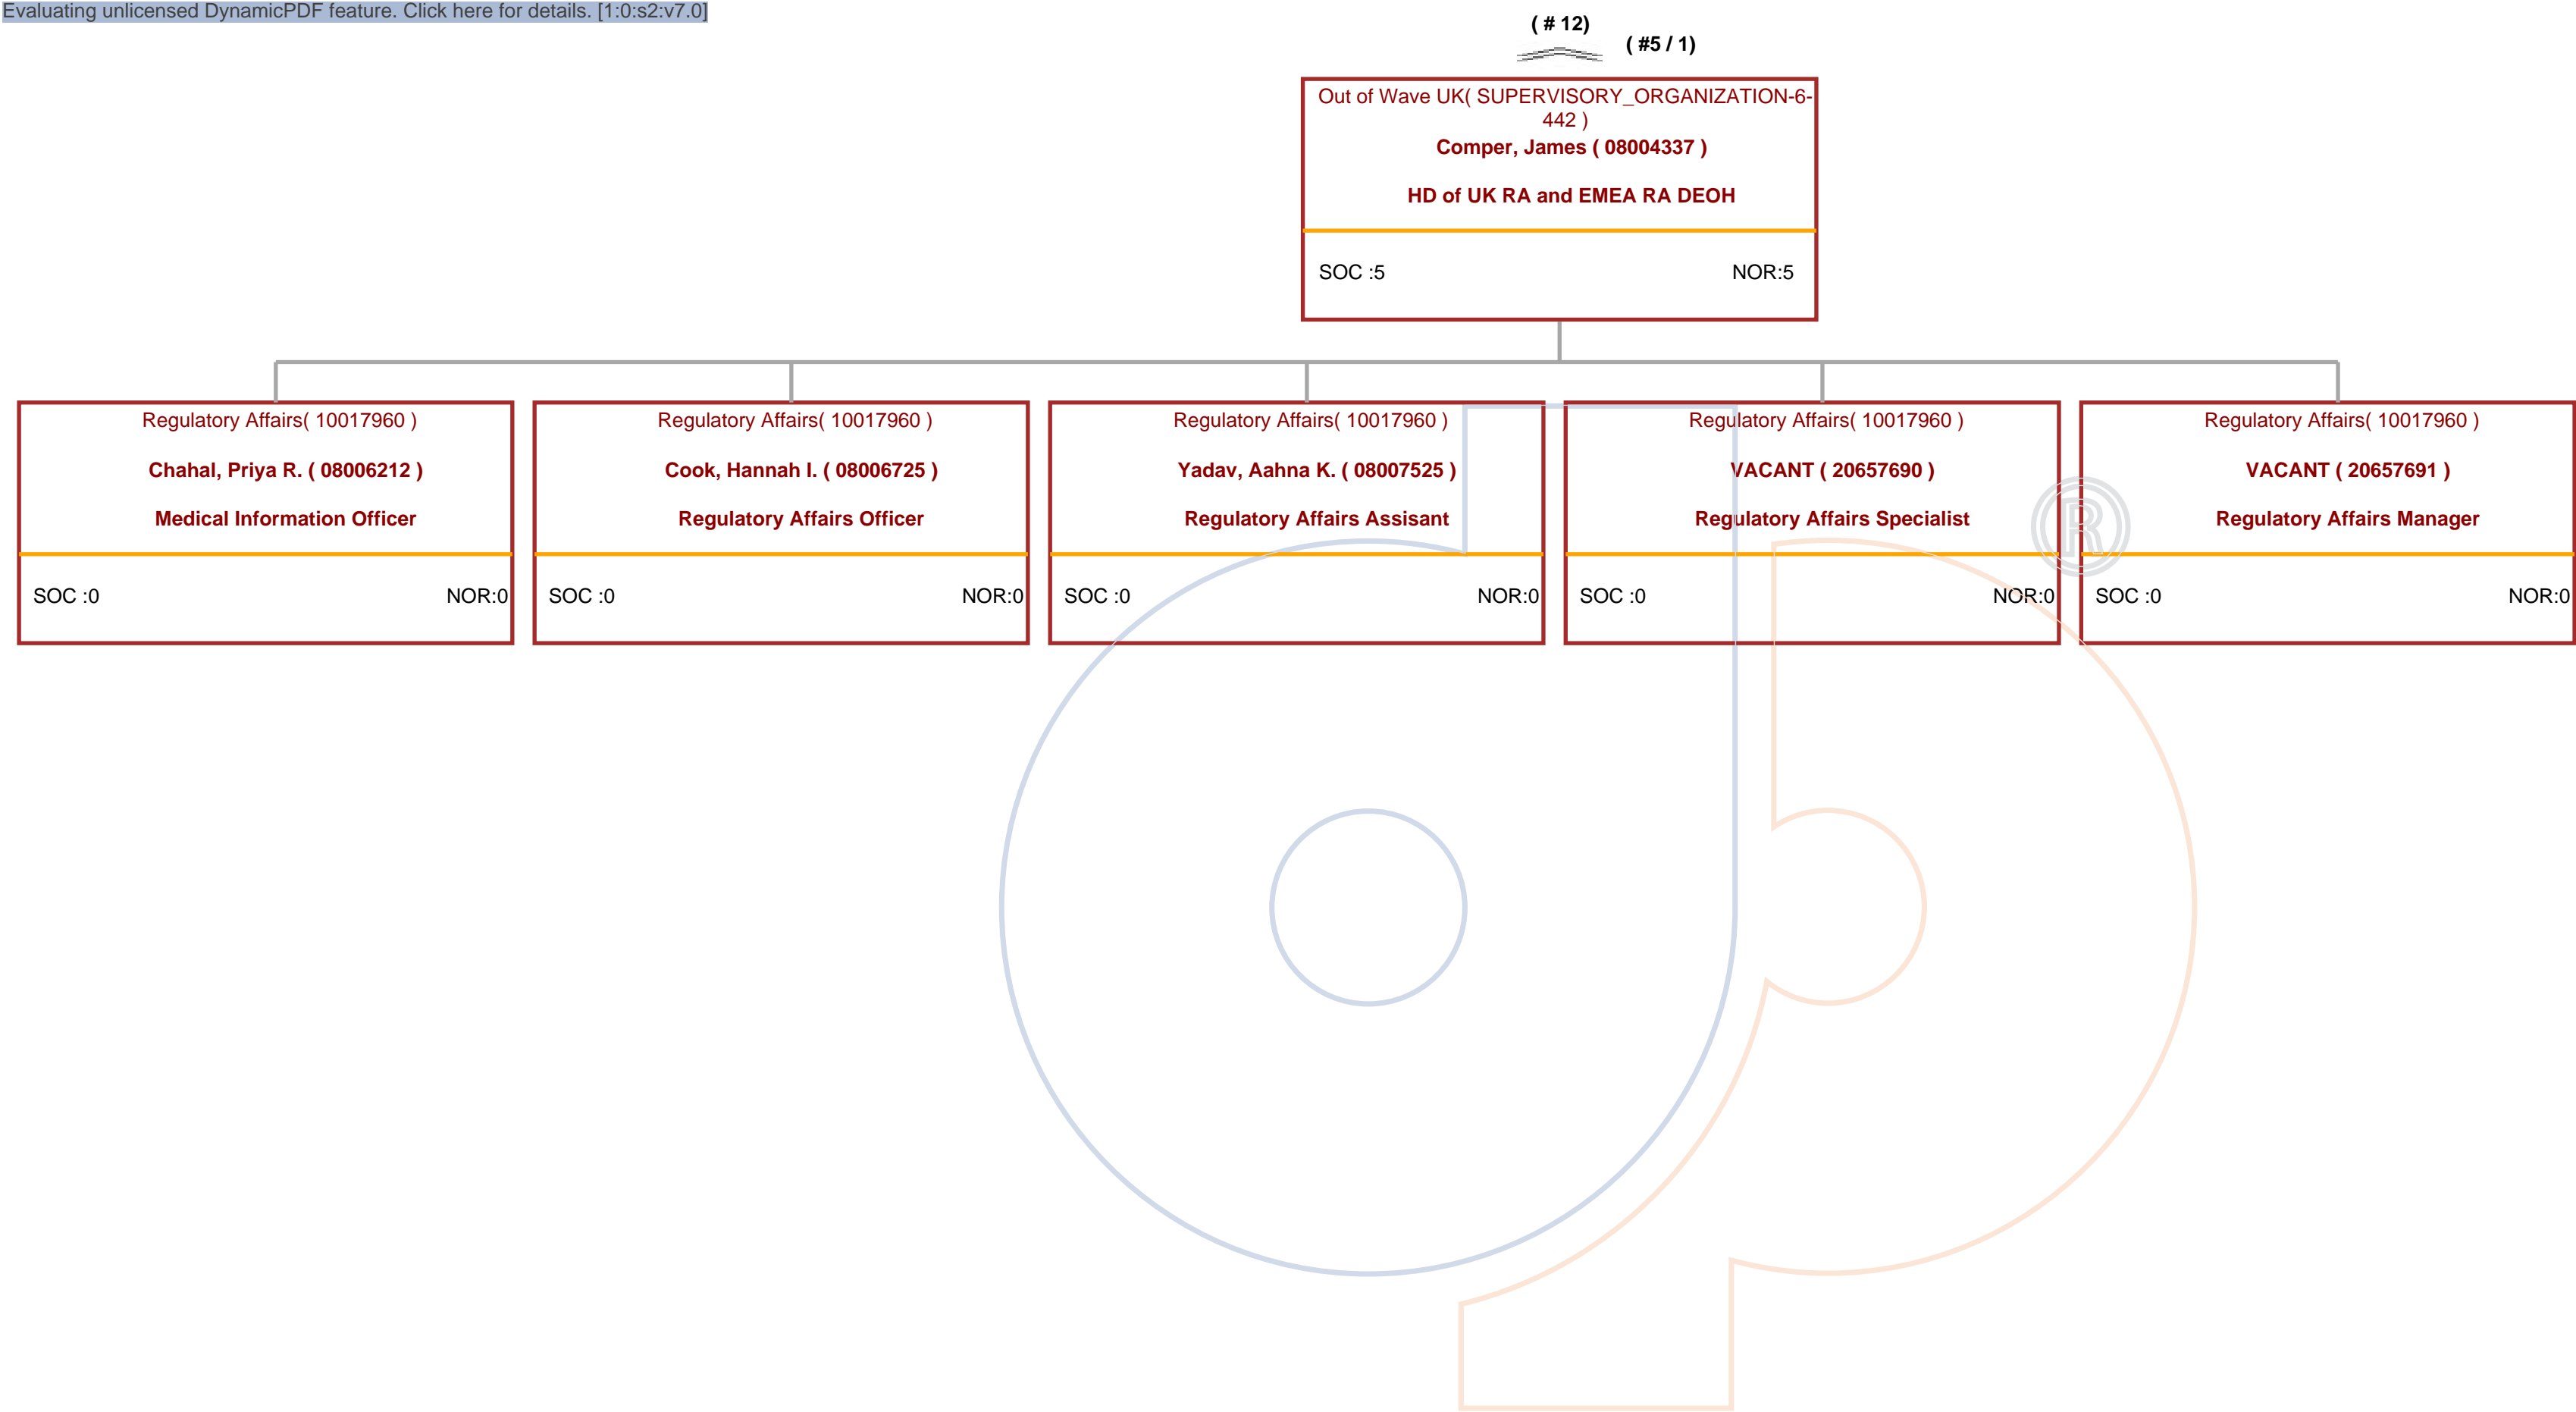 Evaluating unlicensed DynamicPDF feature. Click here for details. [1:0:s2:v7.0]
( # 12)
( #5 / 1)
Out of Wave UK( SUPERVISORY_ORGANIZATION-6-
442 )
Comper, James ( 08004337 )
HD of UK RA and EMEA RA DEOH
SOC :5 NOR:5
Regulatory Affairs( 10017960 )
Chahal, Priya R. ( 08006212 )
Medical Information Officer
SOC :0 NOR:0
Regulatory Affairs( 10017960 )
Cook, Hannah I. ( 08006725 )
Regulatory Affairs Officer
SOC :0 NOR:0
Regulatory Affairs( 10017960 )
Yadav, Aahna K. ( 08007525 )
Regulatory Affairs Assisant
SOC :0 NOR:0
Regulatory Affairs( 10017960 )
VACANT ( 20657690 )
Regulatory Affairs Specialist
SOC :0 NOR:0
Regulatory Affairs( 10017960 )
VACANT ( 20657691 )
Regulatory Affairs Manager
SOC :0 NOR:0
®